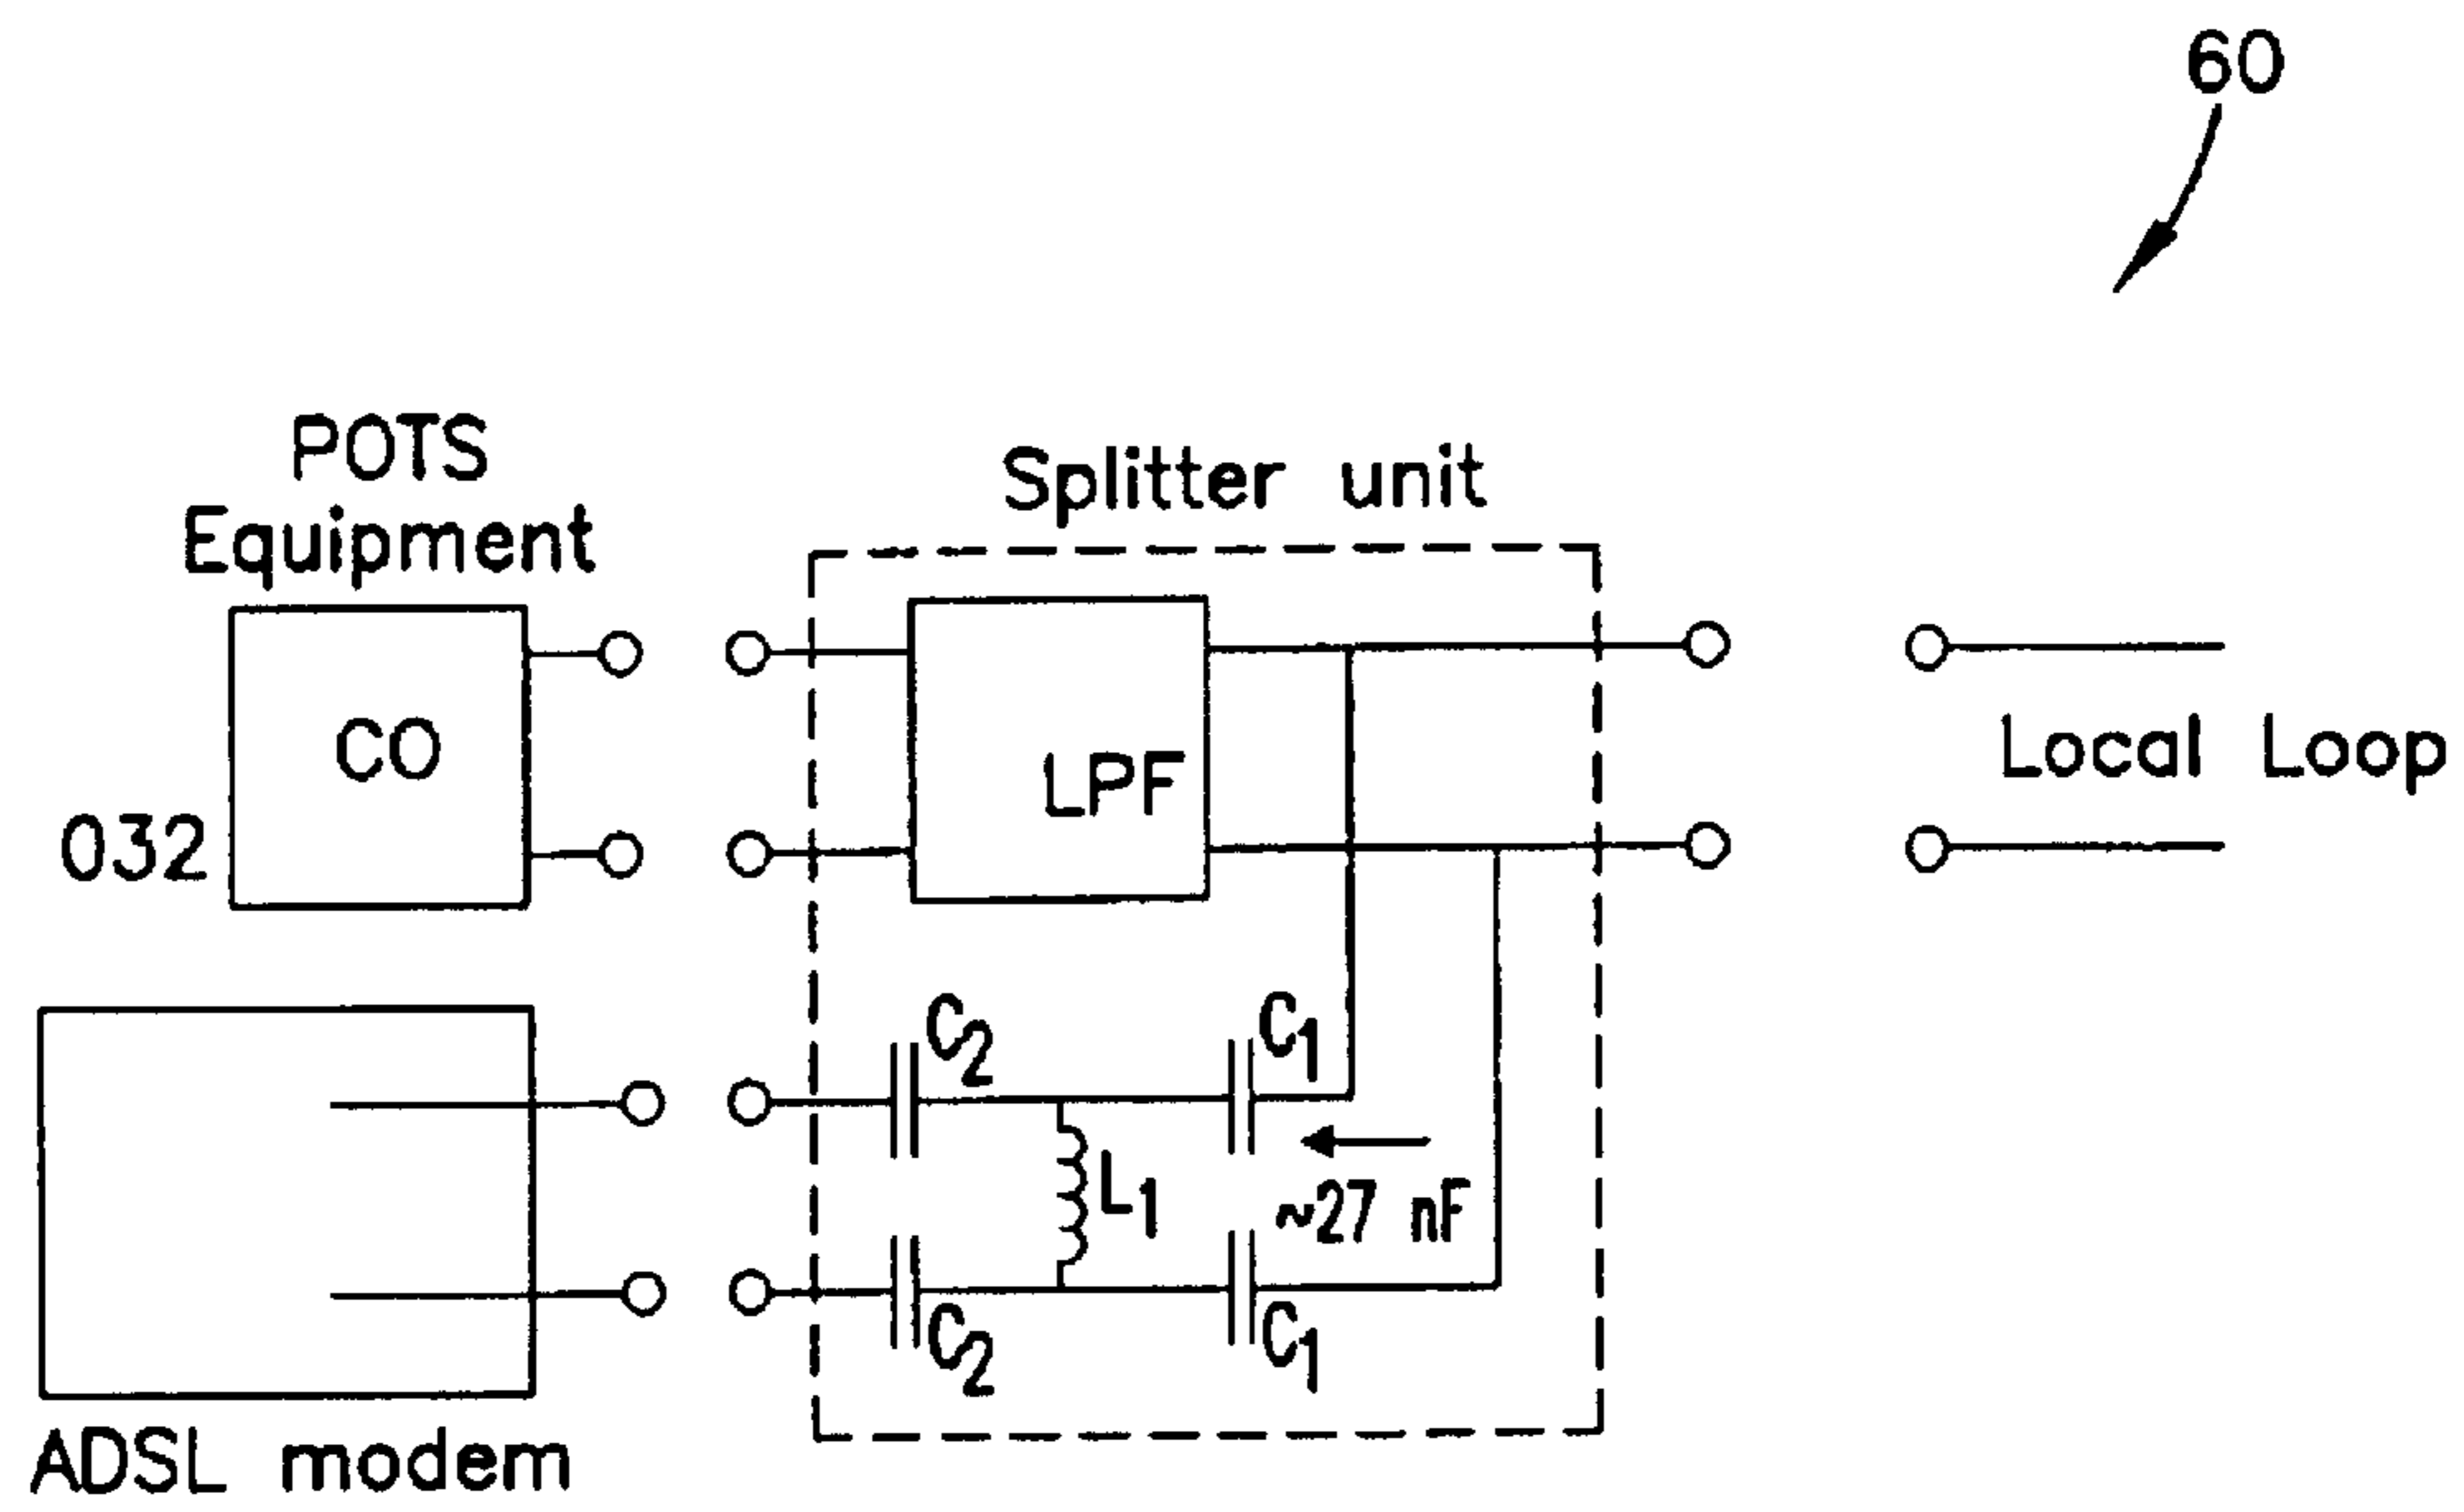 60
POTS
Equipment
Splitter unit
CO
LPF
Local Loop
032
C2
C1
L1
~27 nF
C2
C1
ADSL modem